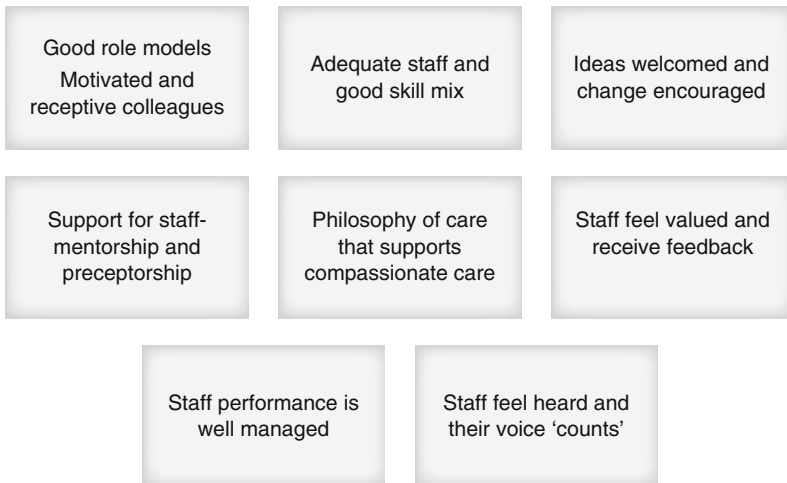 Good role models
Motivated and
receptive colleagues
Adequate staff and
good skill mix
Ideas welcomed and
change encouraged
Support for staff-
mentorship and
preceptorship
Philosophy of care
that supports
compassionate care
Staff feel valued and
receive feedback
Staff performance is
well managed
Staff feel heard and
their voice ‘counts’